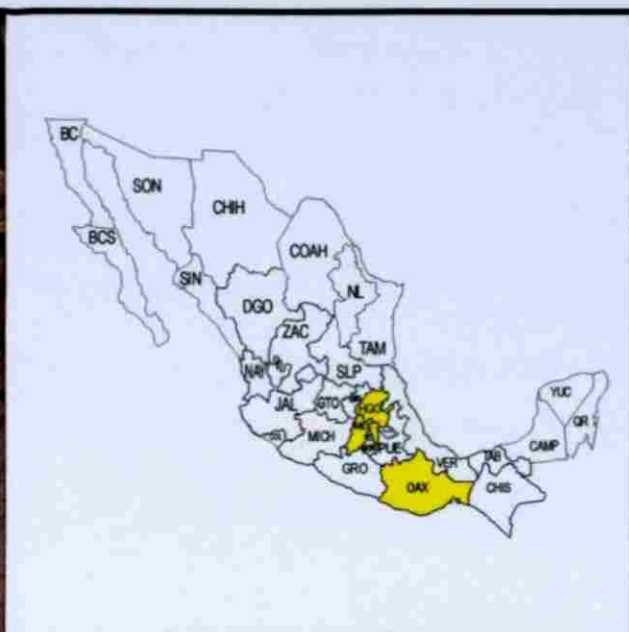 BC
SON
CHIH
BCS
COAH
SIN
NL
DGO
ZAC
TAM
NAY
SLP
JAL
GTO
HGO
YUC
QR
MICH
PUE
VER
TAB
CAMP
GRO
OAX
CHIS